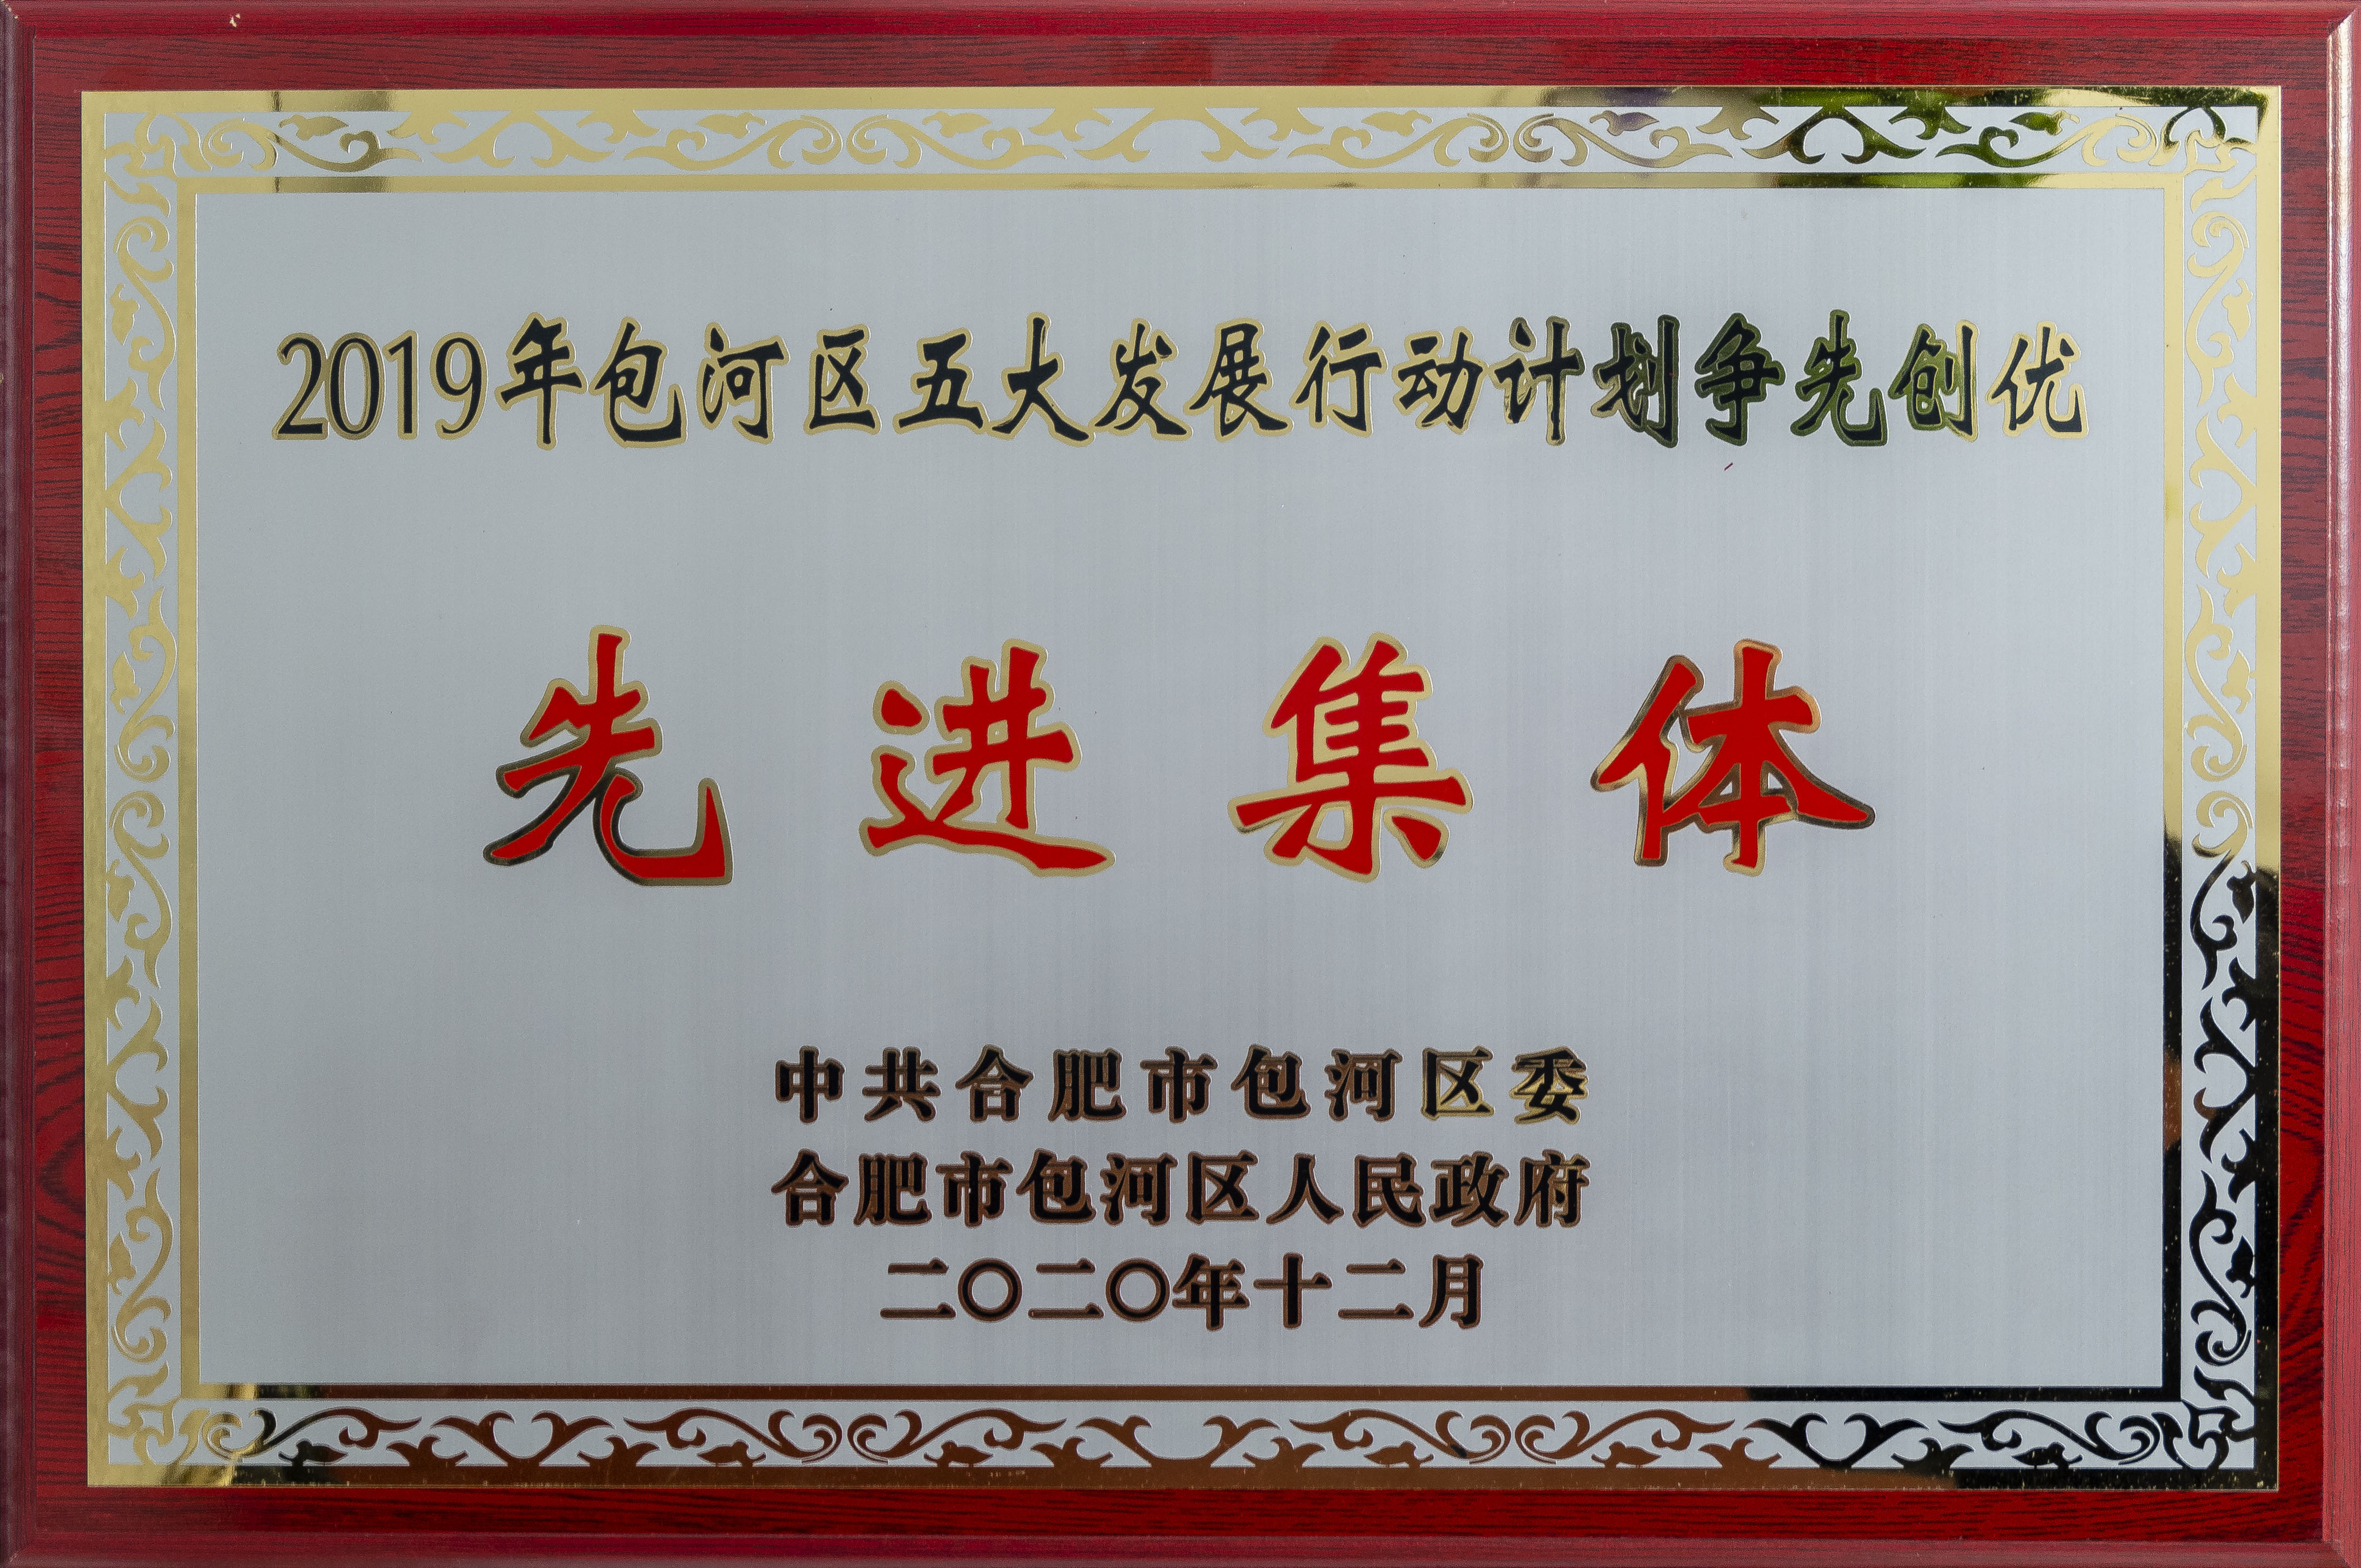 2019年包河区五大发展行动计划争先创优
先进集体
中共合肥市包河区委
合肥市包河区人民政府
二〇二〇年十二月